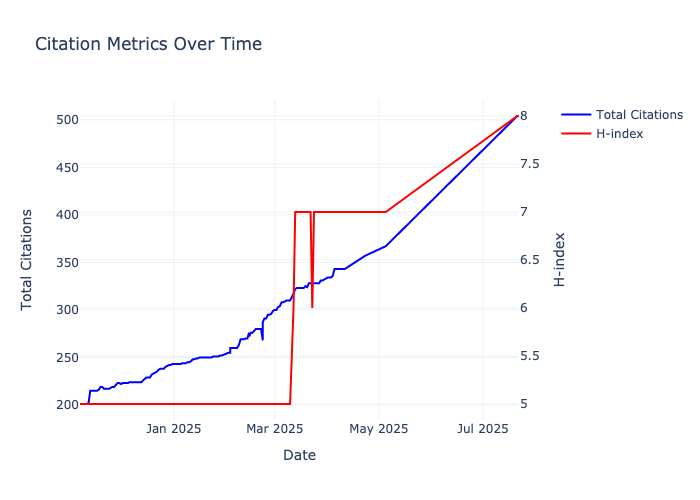 Citation Metrics Over Time
Total Citations
H-index
500
450
400
350
300
250
200
8
7.5
7
6.5
6
5.5
5
Total Citations
H-index
Jan 2025
Mar 2025
May 2025
Jul 2025
Date